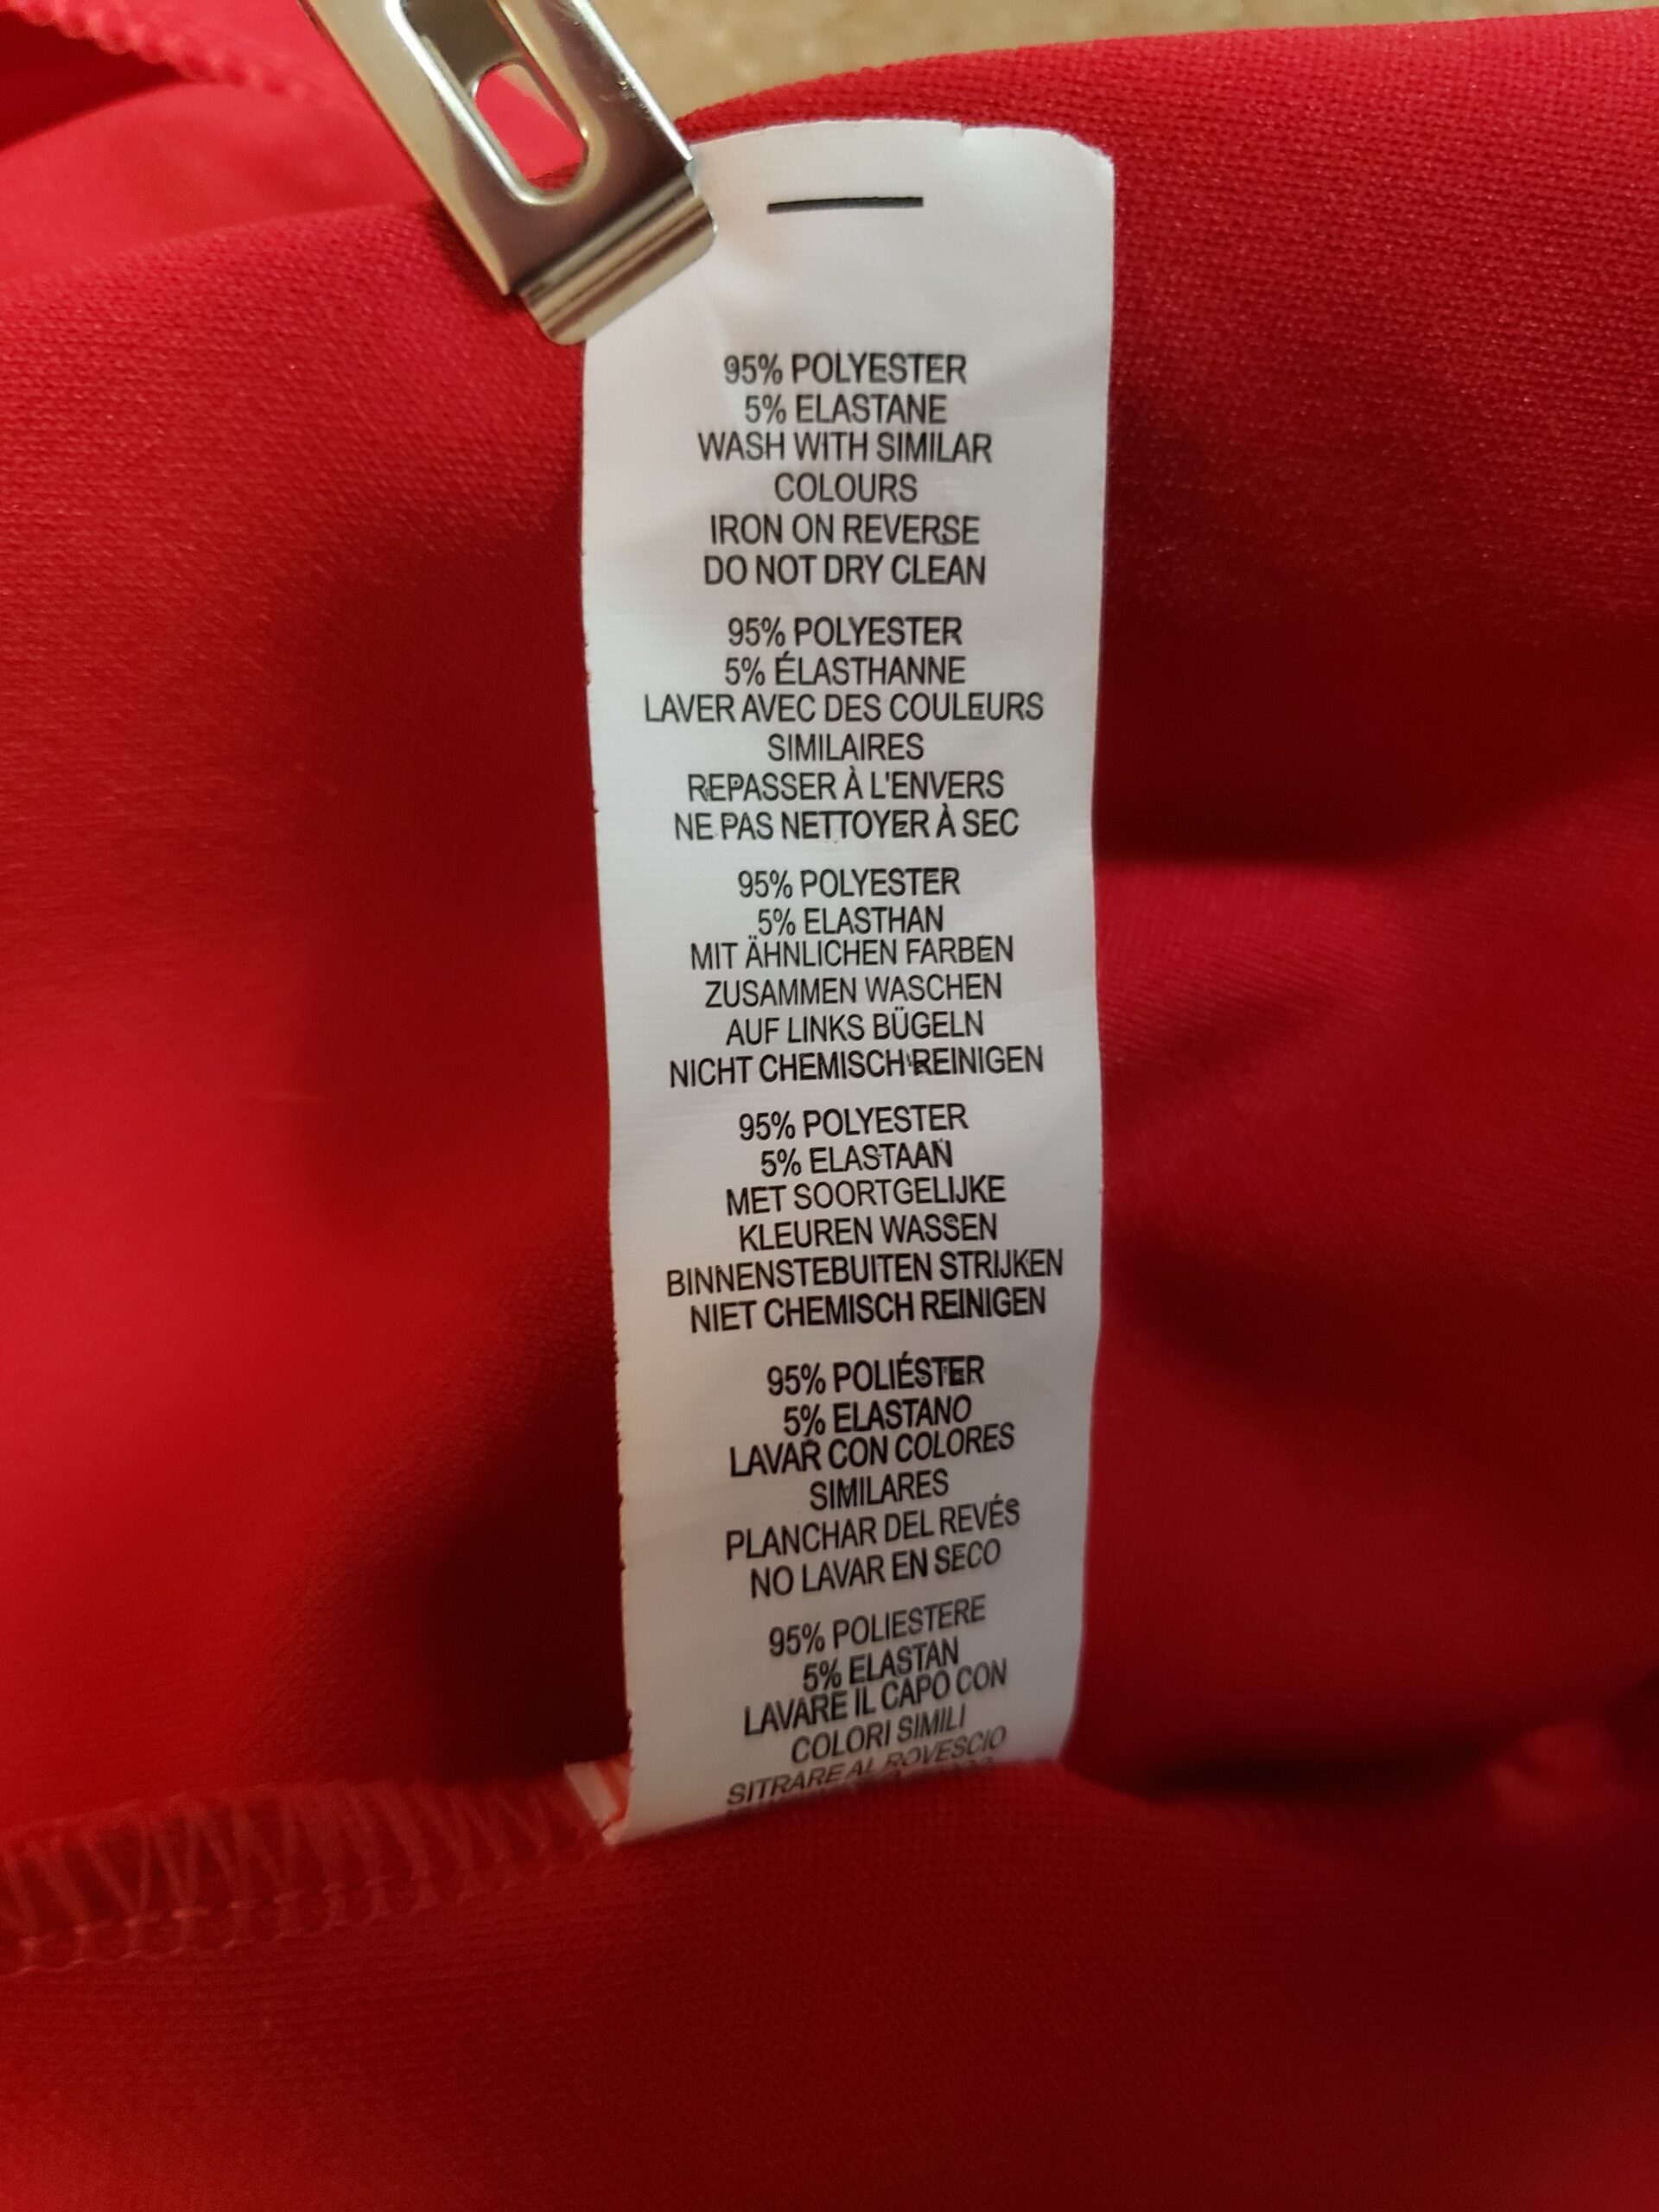 95% POLYESTER
5% ELASTANE
WASH WITH SIMILAR
COLOURS
IRON ON REVERSE
DO NOT DRY CLEAN
95% POLYESTER
5% ÉLASTHANNE
LAVER AVEC DES COULEURS
SIMILAIRES
REPASSER À L'ENVERS
NE PAS NETTOYER À SEC
95% POLYESTER
5% ELASTHAN
MIT ÄHNLICHEN FARBEN
ZUSAMMEN WASCHEN
AUF LINKS BÜGELN
NICHT CHEMISCH REINIGEN
95% POLYESTER
5% ELASTAAN
MET SOORTGELIJKE
KLEUREN WASSEN
BINNENSTEBUITEN STRIJKEN
NIET CHEMISCH REINIGEN
95% POLIÉSTER
5% ELASTANO
LAVAR CON COLORES
SIMILARES
PLANCHAR DEL REVÉS
NO LAVAR EN SECO
95% POLIESTERE
5% ELASTAN
LAVARE IL CAPO CON
COLORI SIMILI
SITRARE AL ROVESCIO